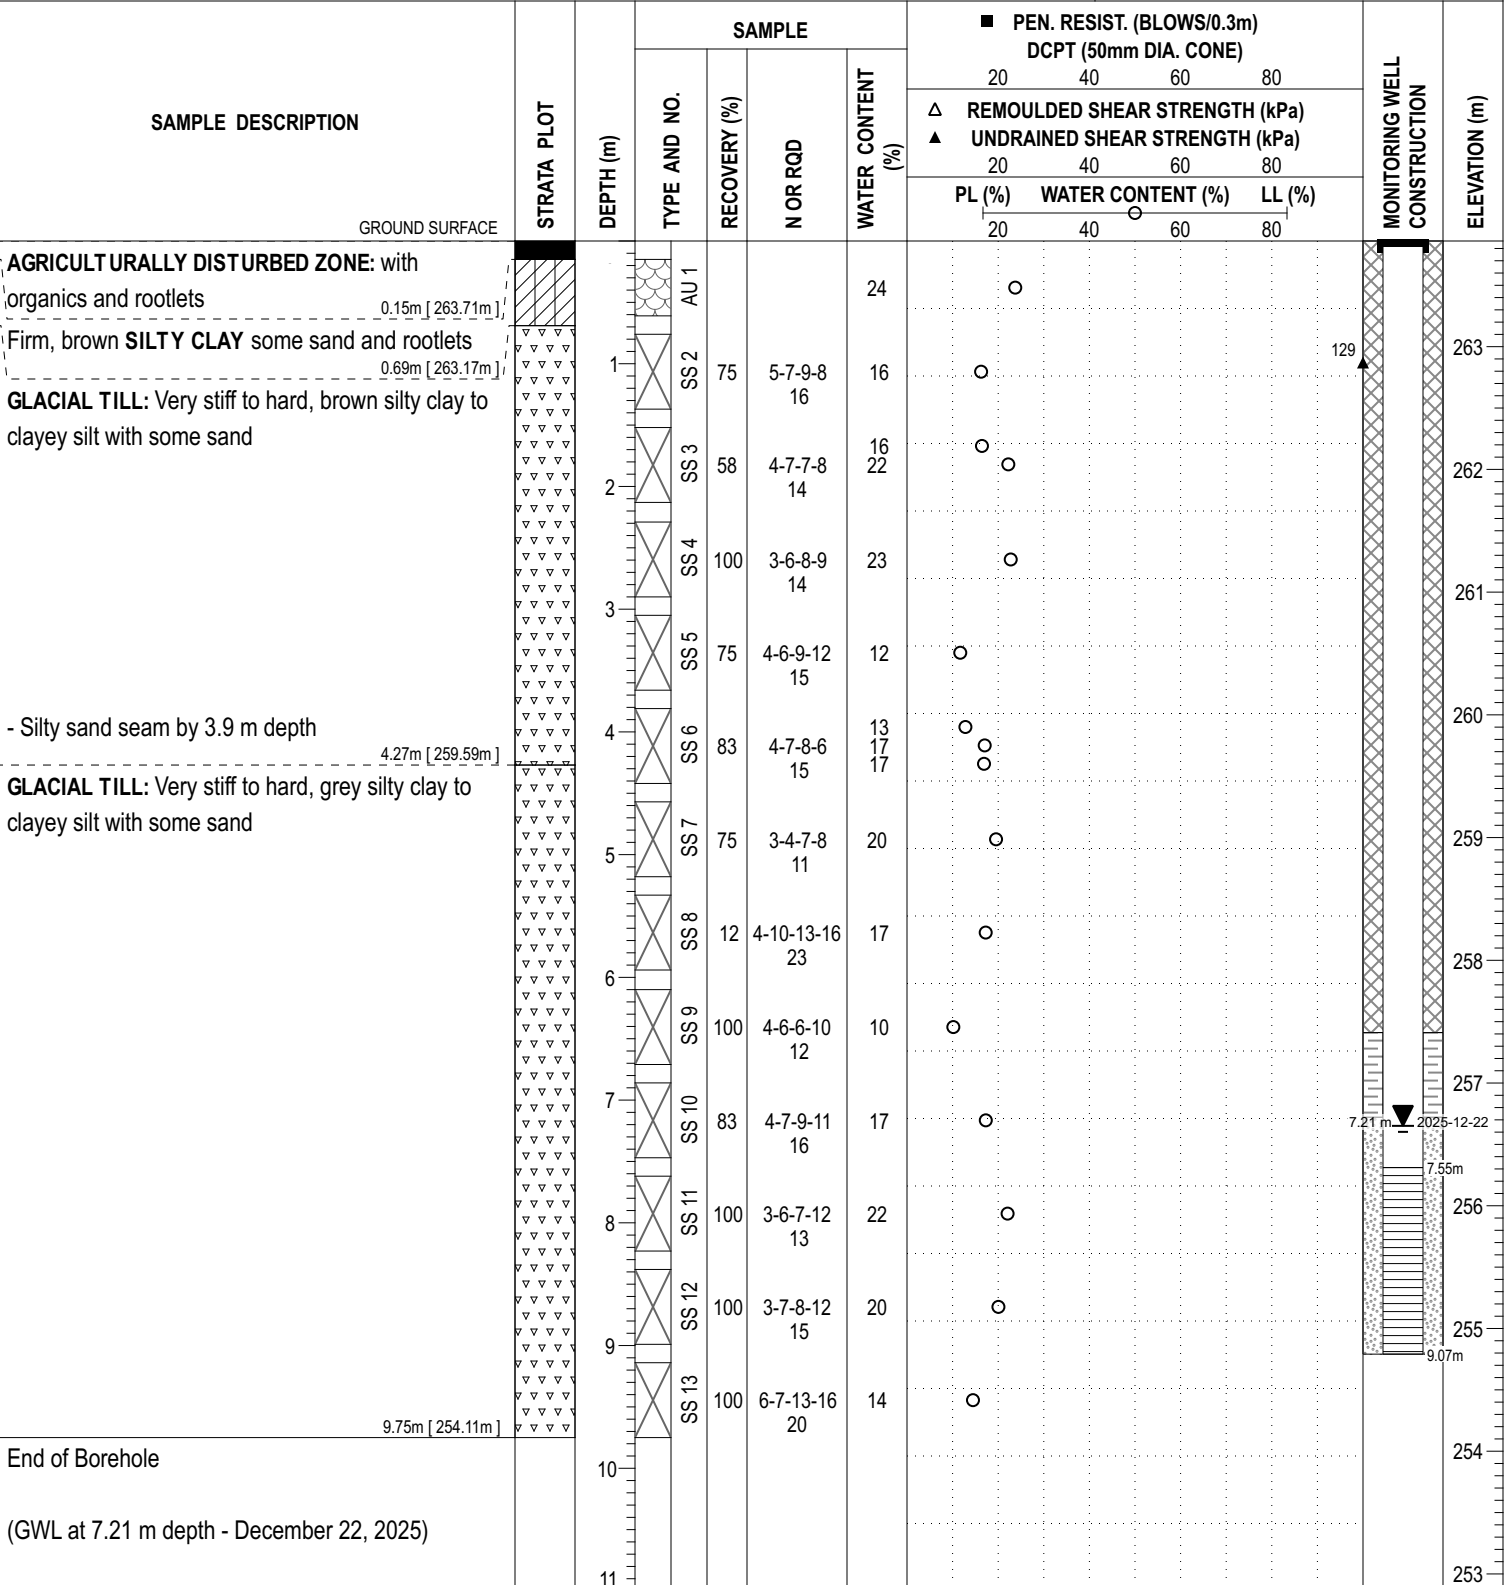 SAMPLE DESCRIPTION
GROUND SURFACE
STRATA PLOT
DEPTH (m)
SAMPLE
TYPE AND NO.
RECOVERY (%)
N OR RQD
WATER CONTENT
(%)
■ PEN. RESIST. (BLOWS/0.3m)
DCPT (50mm DIA. CONE)
20 40 60 80
△ REMOULDED SHEAR STRENGTH (kPa)
▲ UNDRAINED SHEAR STRENGTH (kPa)
20 40 60 80
PL (%) WATER CONTENT (%) LL (%)
20 40 60 80
MONITORING WELL
CONSTRUCTION
ELEVATION (m)
AGRICULTURALLY DISTURBED ZONE: with
organics and rootlets
0.15m [ 263.71m ]
Firm, brown SILTY CLAY some sand and rootlets
0.69m [ 263.17m ]
GLACIAL TILL: Very stiff to hard, brown silty clay to
clayey silt with some sand
- Silty sand seam by 3.9 m depth
4.27m [ 259.59m ]
GLACIAL TILL: Very stiff to hard, grey silty clay to
clayey silt with some sand
9.75m [ 254.11m ]
End of Borehole
(GWL at 7.21 m depth - December 22, 2025)
1
2
3
4
5
6
7
8
9
10
11
AU 1
24
SS 2 75 5-7-9-8 16
16
129
16
SS 3 58 4-7-7-8 22
14
SS 4 100 3-6-8-9 23
14
SS 5 75 4-6-9-12 12
15
13
SS 6 83 4-7-8-6 17
15
17
SS 7 75 3-4-7-8 20
11
SS 8 12 4-10-13-16 17
23
SS 9 100 4-6-6-10 10
12
SS 10 83 4-7-9-11 17
16
SS 11 100 3-6-7-12 22
13
SS 12 100 3-7-8-12 20
15
SS 13 100 6-7-13-16 14
20
7.21 m 2025-12-22
7.55m
9.07m
263
262
261
260
259
258
257
256
255
254
253